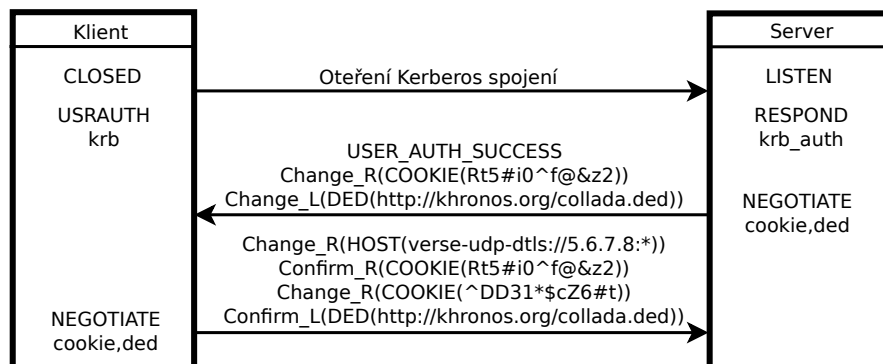 Klient
Server
CLOSED
Oteření Kerberos spojení
LISTEN
USRAUTH
krb
RESPOND
krb_auth
USER_AUTH_SUCCESS
Change_R(COOKIE(Rt5#i0^f@&z2))
Change_L(DED(http://khronos.org/collada.ded))
NEGOTIATE
cookie,ded
Change_R(HOST(verse-udp-dtls://5.6.7.8:*))
Confirm_R(COOKIE(Rt5#i0^f@&z2))
Change_R(COOKIE(^DD31*$cZ6#t))
Confirm_L(DED(http://khronos.org/collada.ded))
NEGOTIATE
cookie,ded